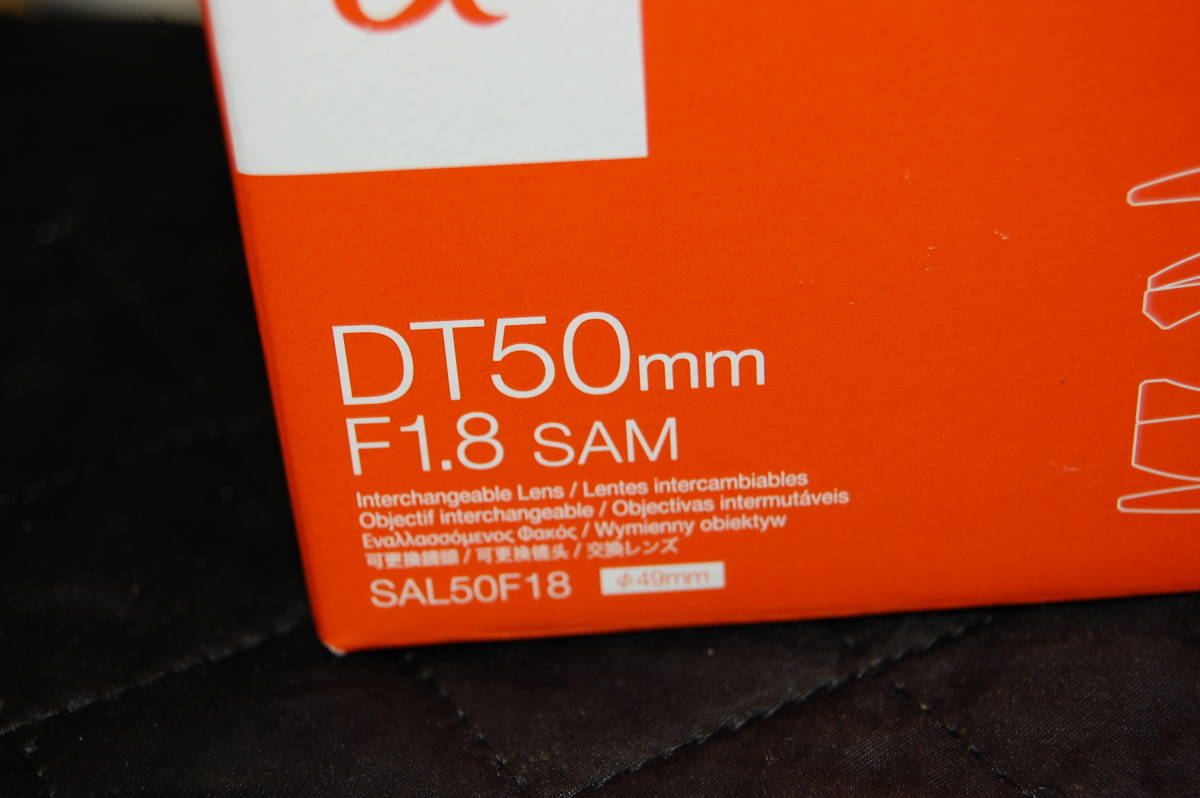 α
DT50mm
F1.8 SAM
Interchangeable Lens / Lentes intercambiables
Objectif interchangeable / Objectivas intermutáveis
Εναλλασσόμενος Φακός / Wymienny obiektyw
可更換鏡頭 / 可更换镜头 / 交換レンズ
SAL50F18 ϕ49mm